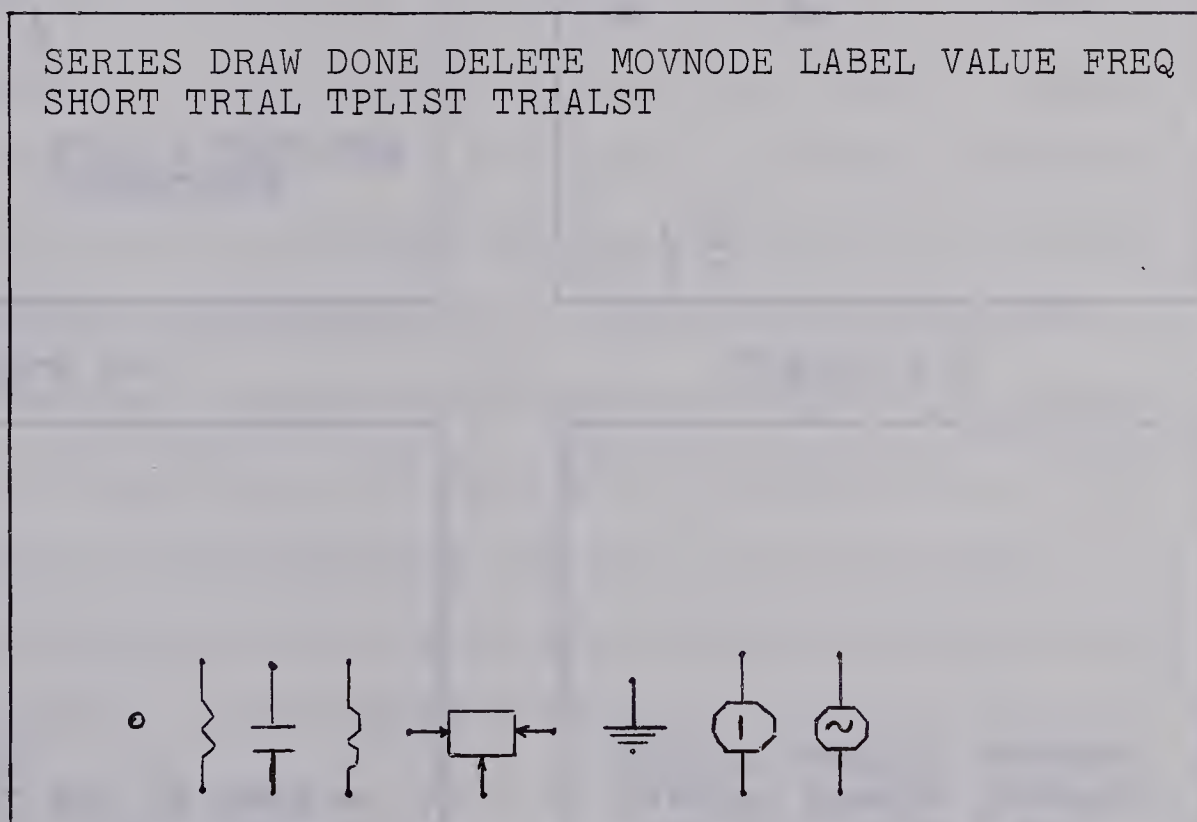 SERIES DRAW DONE DELETE MOVNODE LABEL VALUE FREQ
SHORT TRIAL TPLIST TRIALST